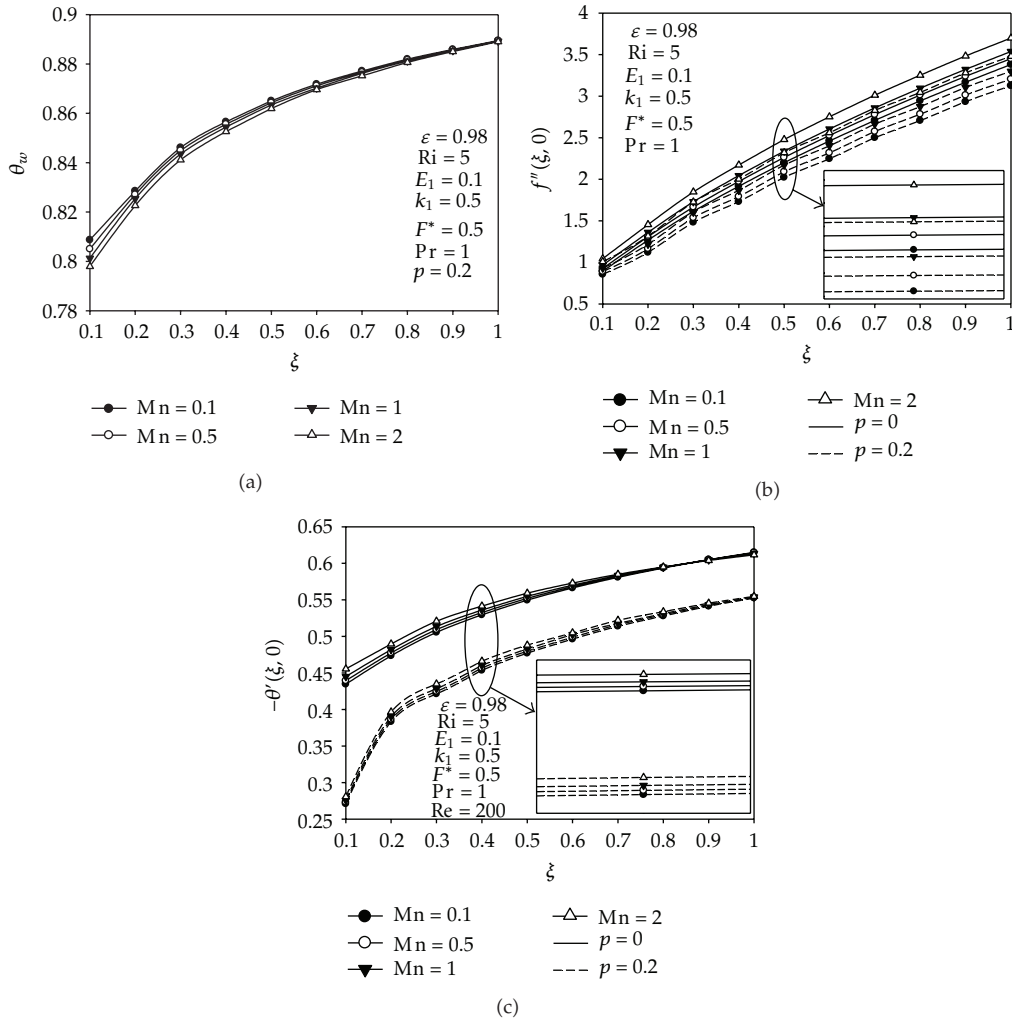 0.9
0.88
0.86
0.84
0.82
0.8
0.78
θw
ε = 0.98
Ri = 5
E1 = 0.1
k1 = 0.5
F* = 0.5
Pr = 1
p = 0.2
0.1 0.2 0.3 0.4 0.5 0.6 0.7 0.8 0.9 1
ξ
Mn = 0.1
Mn = 0.5
Mn = 1
Mn = 2
(a)
4
3.5
3
2.5
2
1.5
1
0.5
f″(ξ, 0)
ε = 0.98
Ri = 5
E1 = 0.1
k1 = 0.5
F* = 0.5
Pr = 1
0.1 0.2 0.3 0.4 0.5 0.6 0.7 0.8 0.9 1
ξ
Mn = 0.1
Mn = 0.5
Mn = 1
Mn = 2
p = 0
p = 0.2
(b)
0.65
0.6
0.55
0.5
0.45
0.4
0.35
0.3
0.25
−θ′(ξ, 0)
ε = 0.98
Ri = 5
E1 = 0.1
k1 = 0.5
F* = 0.5
Pr = 1
Re = 200
0.1 0.2 0.3 0.4 0.5 0.6 0.7 0.8 0.9 1
ξ
Mn = 0.1
Mn = 0.5
Mn = 1
Mn = 2
p = 0
p = 0.2
(c)